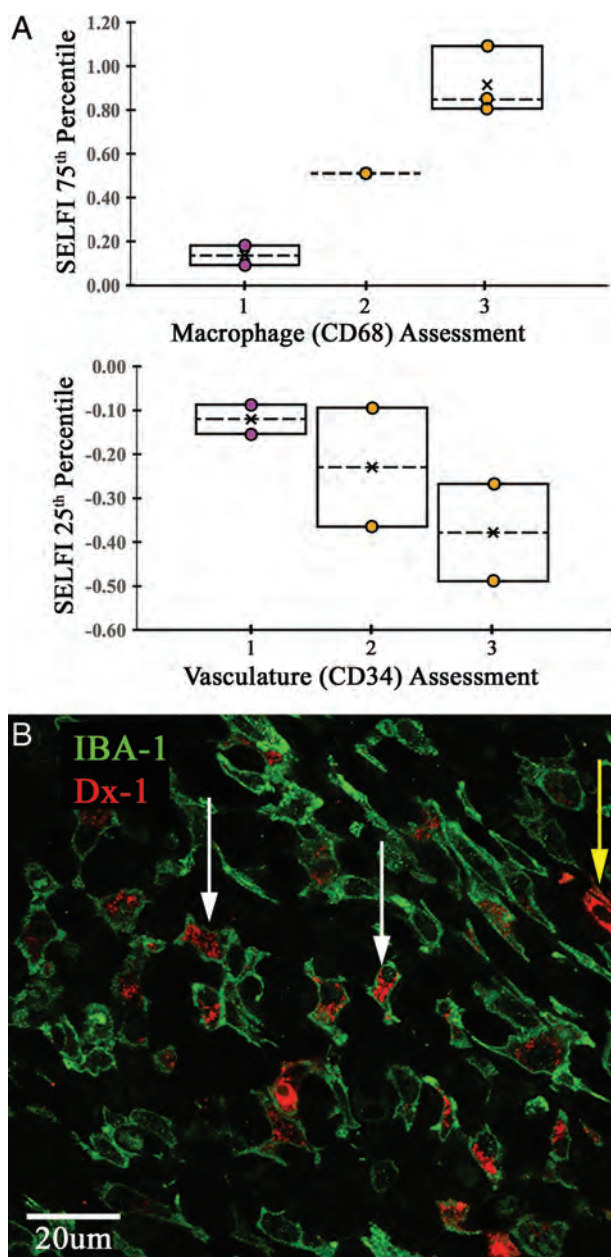 A
SELFI 75th Percentile
1.20
1.00
0.80
0.60
0.40
0.20
0.00
1 2 3
Macrophage (CD68) Assessment
SELFI 25th Percentile
0.00
-0.10
-0.20
-0.30
-0.40
-0.50
-0.60
1 2 3
Vasculature (CD34) Assessment
B
IBA-1
Dx-1
20um